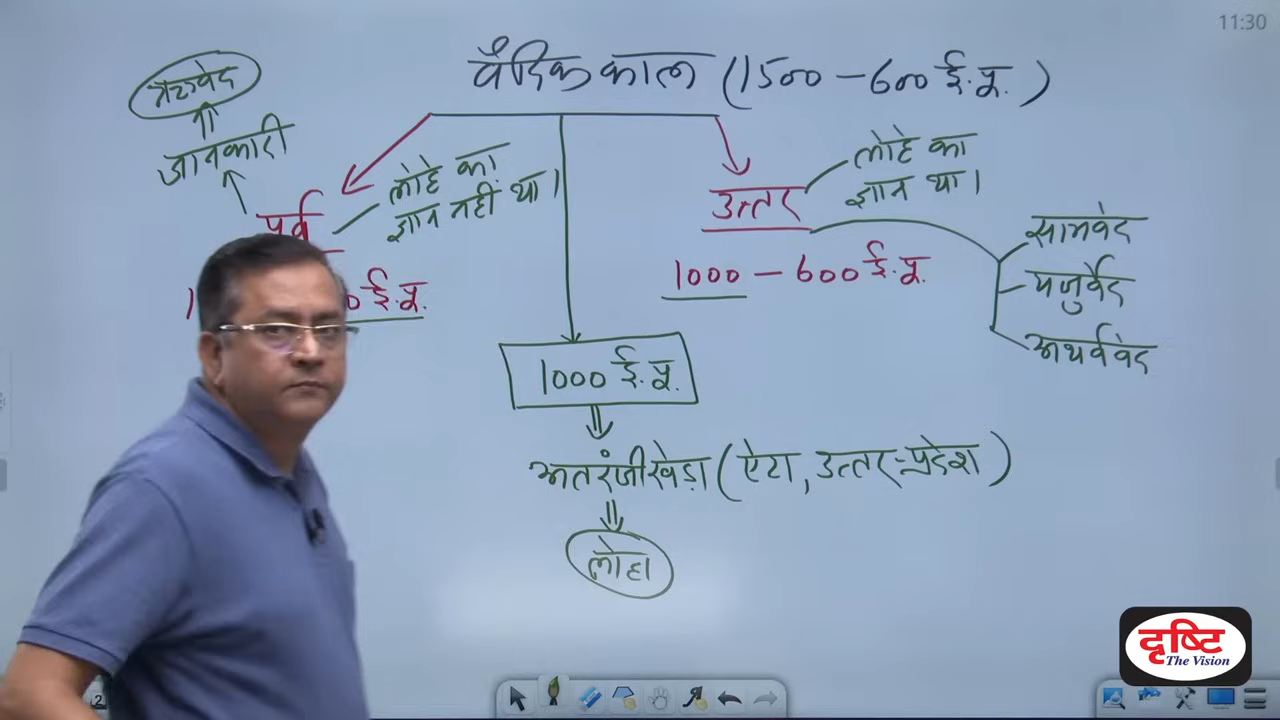 11:30
वैदिक काल (1500 – 600 ई.पू.)
ऋग्वेद
जानकारी
पूर्व
लोहे का
ज्ञान नहीं था।
उत्तर
लोहे का
ज्ञान था।
1000 – 600 ई.पू.
सामवेद
यजुर्वेद
अथर्ववेद
ई.पू.
1000 ई.पू.
अतरंजीखेड़ा (ऐटा, उत्तर-प्रदेश)
लोहा
दृष्टि
The Vision